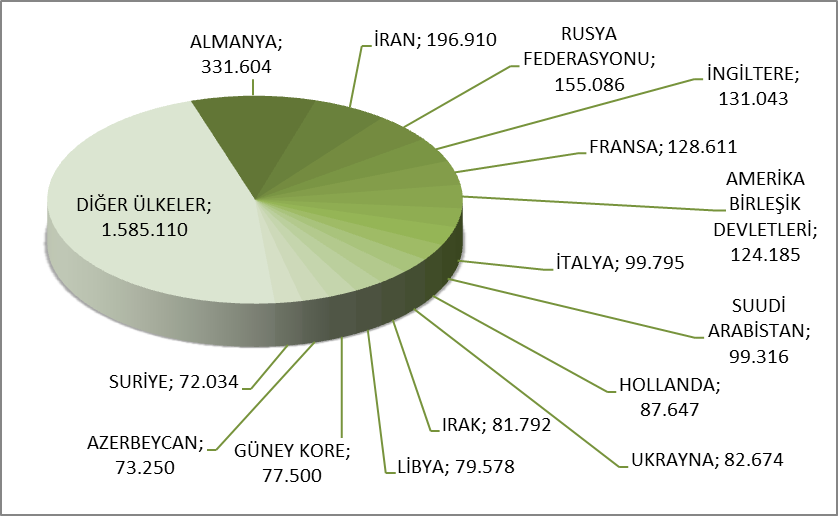 ALMANYA;
331.604
İRAN; 196.910
RUSYA
FEDERASYONU;
155.086
İNGİLTERE;
131.043
FRANSA; 128.611
AMERİKA
BİRLEŞİK
DEVLETLERİ;
124.185
İTALYA; 99.795
SUUDİ
ARABİSTAN;
99.316
HOLLANDA;
87.647
UKRAYNA; 82.674
IRAK; 81.792
LİBYA; 79.578
GÜNEY KORE;
77.500
AZERBEYCAN;
73.250
SURİYE; 72.034
DİĞER ÜLKELER;
1.585.110